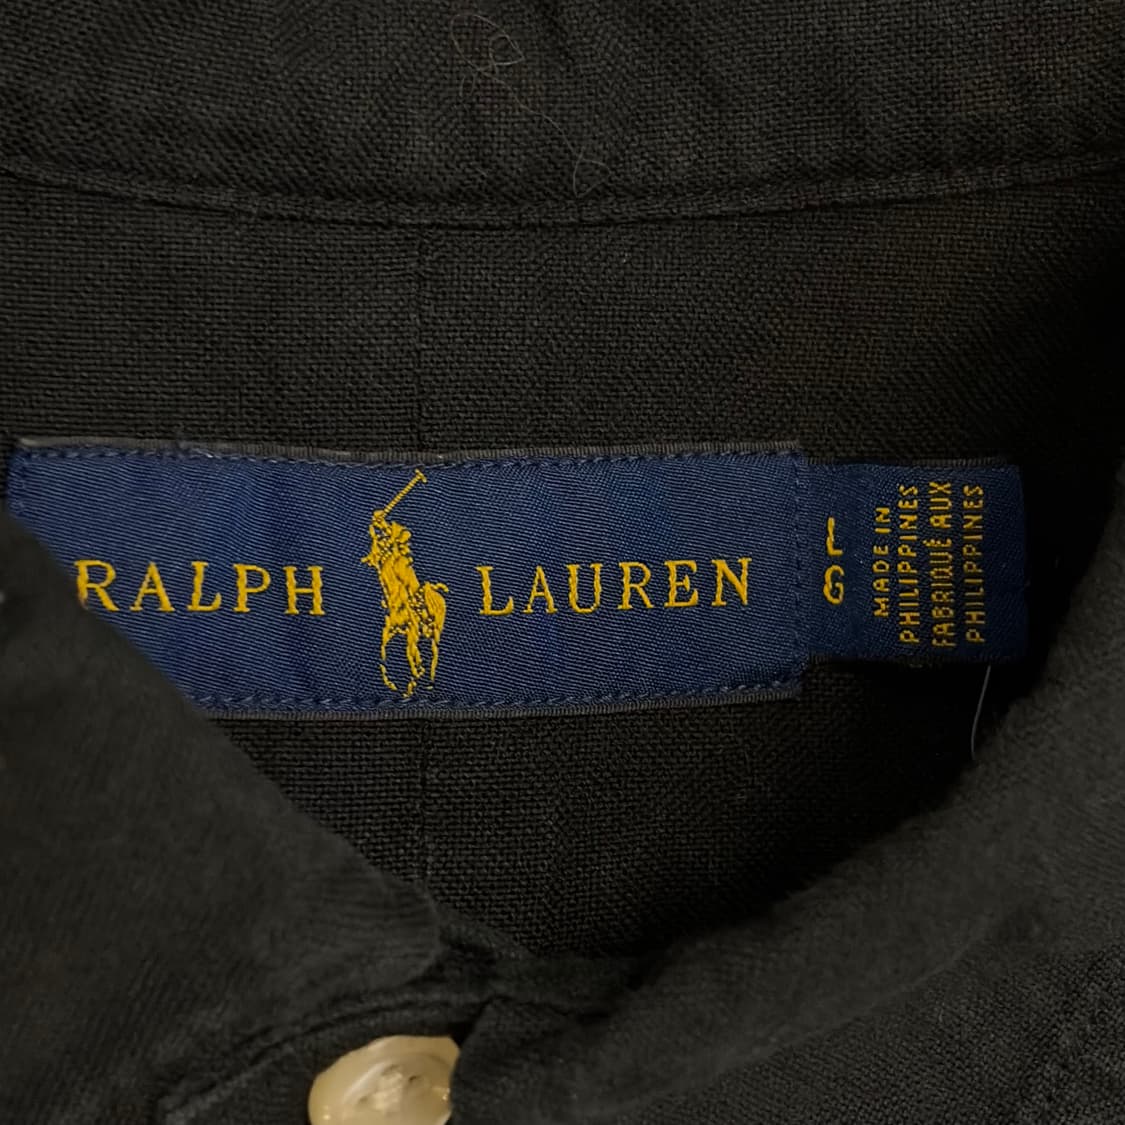 RALPH LAUREN
L
G
MADE IN
PHILIPPINES
FABRIQUÉ AUX
PHILIPPINES